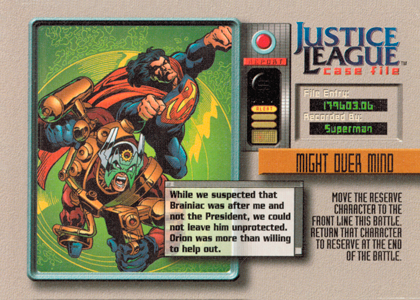 JUSTICE
LEAGUE™
case file
REPORT
ALERT
File Entry:
179603.06
Recorded By:
Superman
MIGHT OVER MIND
While we suspected that
Brainiac was after me and
not the President, we could
not leave him unprotected.
Orion was more than willing
to help out.
MOVE THE RESERVE
CHARACTER TO THE
FRONT LINE THIS BATTLE.
RETURN THAT CHARACTER
TO RESERVE AT THE END
OF THE BATTLE.